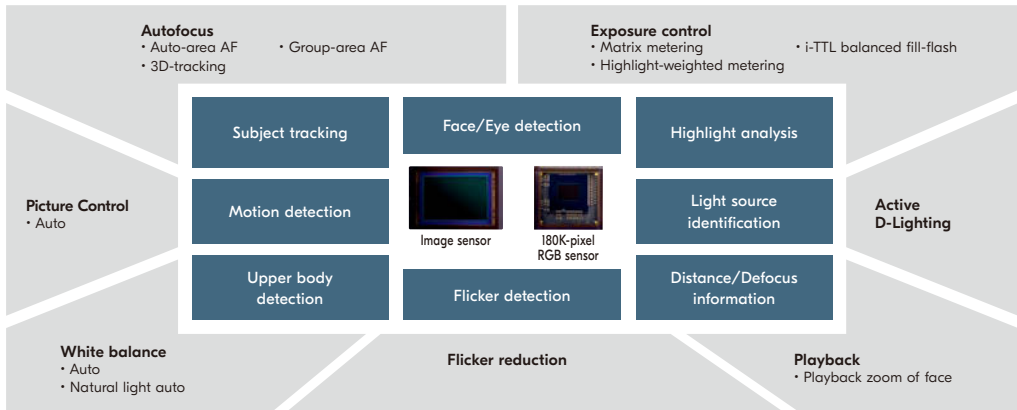 Autofocus
• Auto-area AF
• Group-area AF
• 3D-tracking
Exposure control
• Matrix metering
• i-TTL balanced fill-flash
• Highlight-weighted metering
Subject tracking
Face/Eye detection
Highlight analysis
Picture Control
• Auto
Motion detection
Image sensor
180K-pixel
RGB sensor
Light source
identification
Active
D-Lighting
Upper body
detection
Flicker detection
Distance/Defocus
information
White balance
• Auto
• Natural light auto
Flicker reduction
Playback
• Playback zoom of face